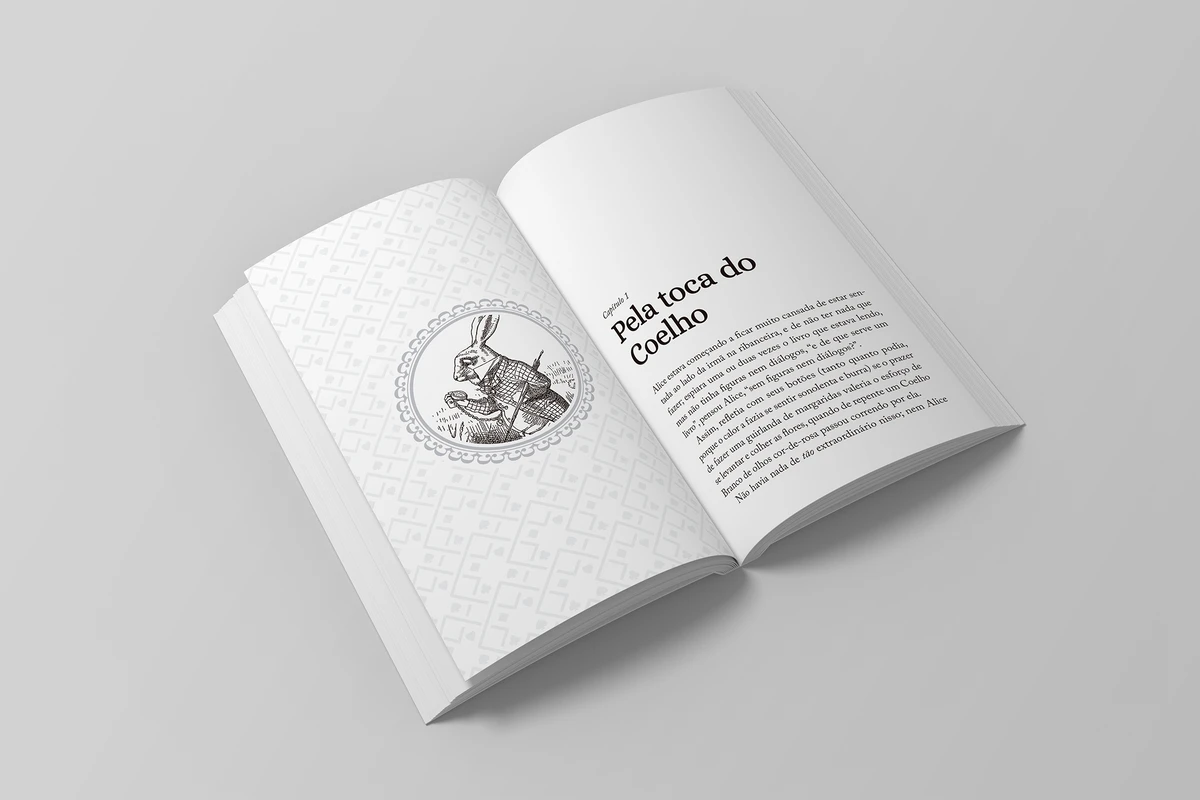 Capítulo 1
Pela toca do
Coelho
Alice estava começando a ficar muito cansada de estar sen-
tada ao lado da irmã na ribanceira, e de não ter nada que
fazer, espiara uma ou duas vezes o livro que estava lendo,
mas não tinha figuras nem diálogos, “e de que serve um
livro”, pensou Alice, “sem figuras nem diálogos?”.
Assim, refletia com seus botões (tanto quanto podia,
porque o calor a fazia se sentir sonolenta e burra) se o prazer
de fazer uma guirlanda de margaridas valeria o esforço de
se levantar e colher as flores, quando de repente um Coelho
Branco de olhos cor-de-rosa passou correndo por da.
Não havia nada de tão extraordinário nisso; nem Alice